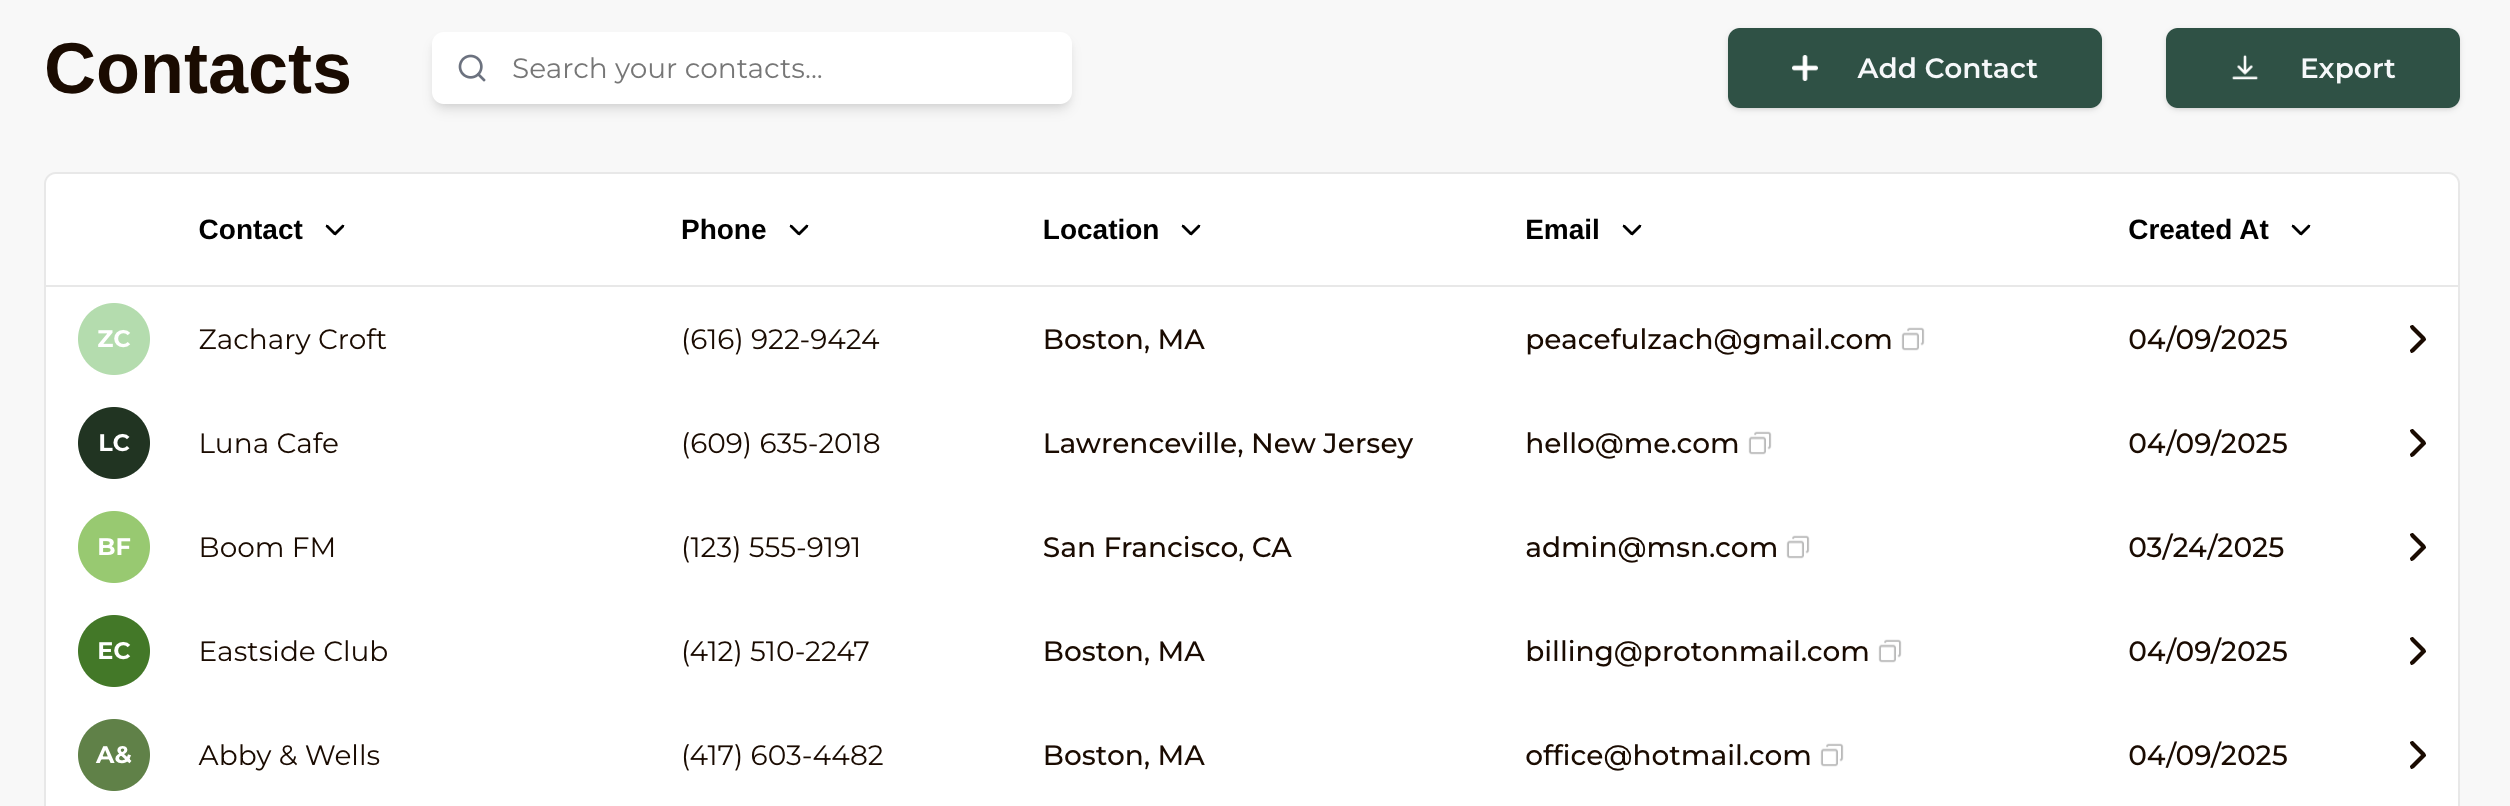 Contacts Search your contacts... Add Contact Export
Contact Phone Location Email Created At
ZC Zachary Croft (616) 922-9424 Boston, MA peacefulzach@gmail.com 04/09/2025
LC Luna Cafe (609) 635-2018 Lawrenceville, New Jersey hello@me.com 04/09/2025
BF Boom FM (123) 555-9191 San Francisco, CA admin@msn.com 03/24/2025
EC Eastside Club (412) 510-2247 Boston, MA billing@protonmail.com 04/09/2025
A& Abby & Wells (417) 603-4482 Boston, MA office@hotmail.com 04/09/2025